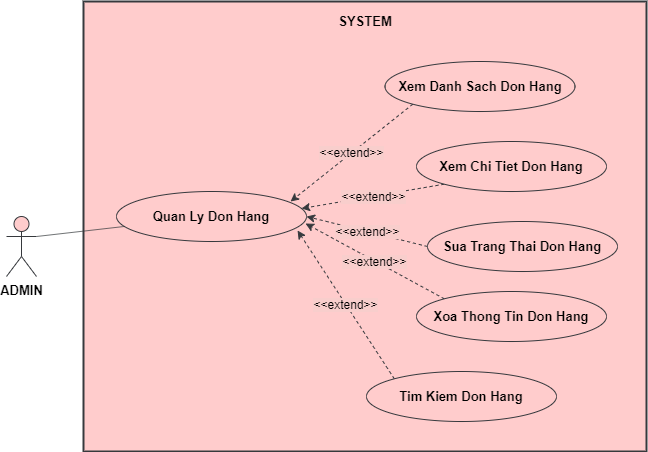 SYSTEM
Xem Danh Sach Don Hang
<<extend>>
Xem Chi Tiet Don Hang
<<extend>>
Quan Ly Don Hang
<<extend>>
Sua Trang Thai Don Hang
<<extend>>
ADMIN
<<extend>>
Xoa Thong Tin Don Hang
Tim Kiem Don Hang